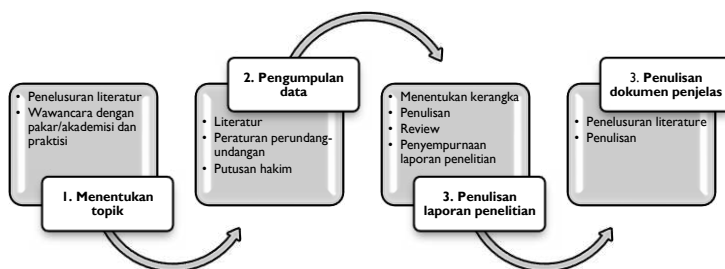 • Penelusuran literatur
• Wawancara dengan
pakar/akademisi dan
praktisi
1. Menentukan
topik
2. Pengumpulan
data
• Literatur
• Peraturan perundang-
undangan
• Putusan hakim
• Menentukan kerangka
• Penulisan
• Review
• Penyempurnaan
laporan penelitian
3. Penulisan
laporan penelitian
3. Penulisan
dokumen penjelas
• Penelusuran literature
• Penulisan